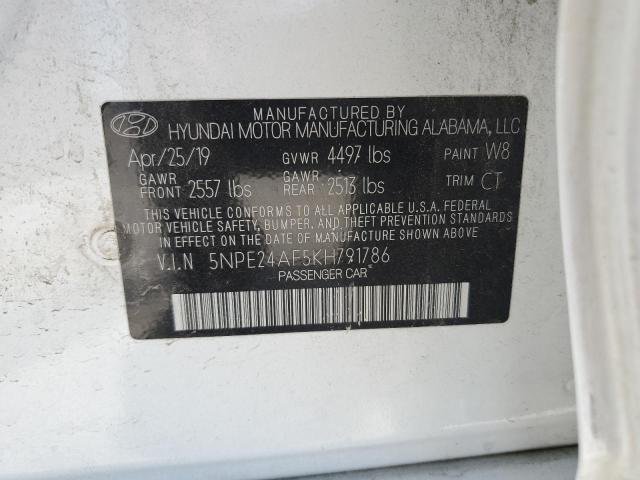 MANUFACTURED BY
HYUNDAI MOTOR MANUFACTURING ALABAMA, LLC
Apr/25/19 GVWR 4497 lbs PAINT W8
GAWR FRONT 2557 lbs GAWR REAR 2513 lbs TRIM CT
THIS VEHICLE CONFORMS TO ALL APPLICABLE U.S.A. FEDERAL
MOTOR VEHICLE SAFETY, BUMPER, AND THEFT PREVENTION STANDARDS
IN EFFECT ON THE DATE OF MANUFACTURE SHOWN ABOVE.
V.I.N 5NPE24AF5KH791786
PASSENGER CAR